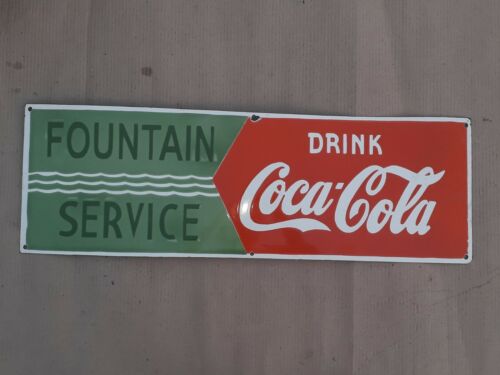 FOUNTAIN
SERVICE
DRINK
Coca-Cola